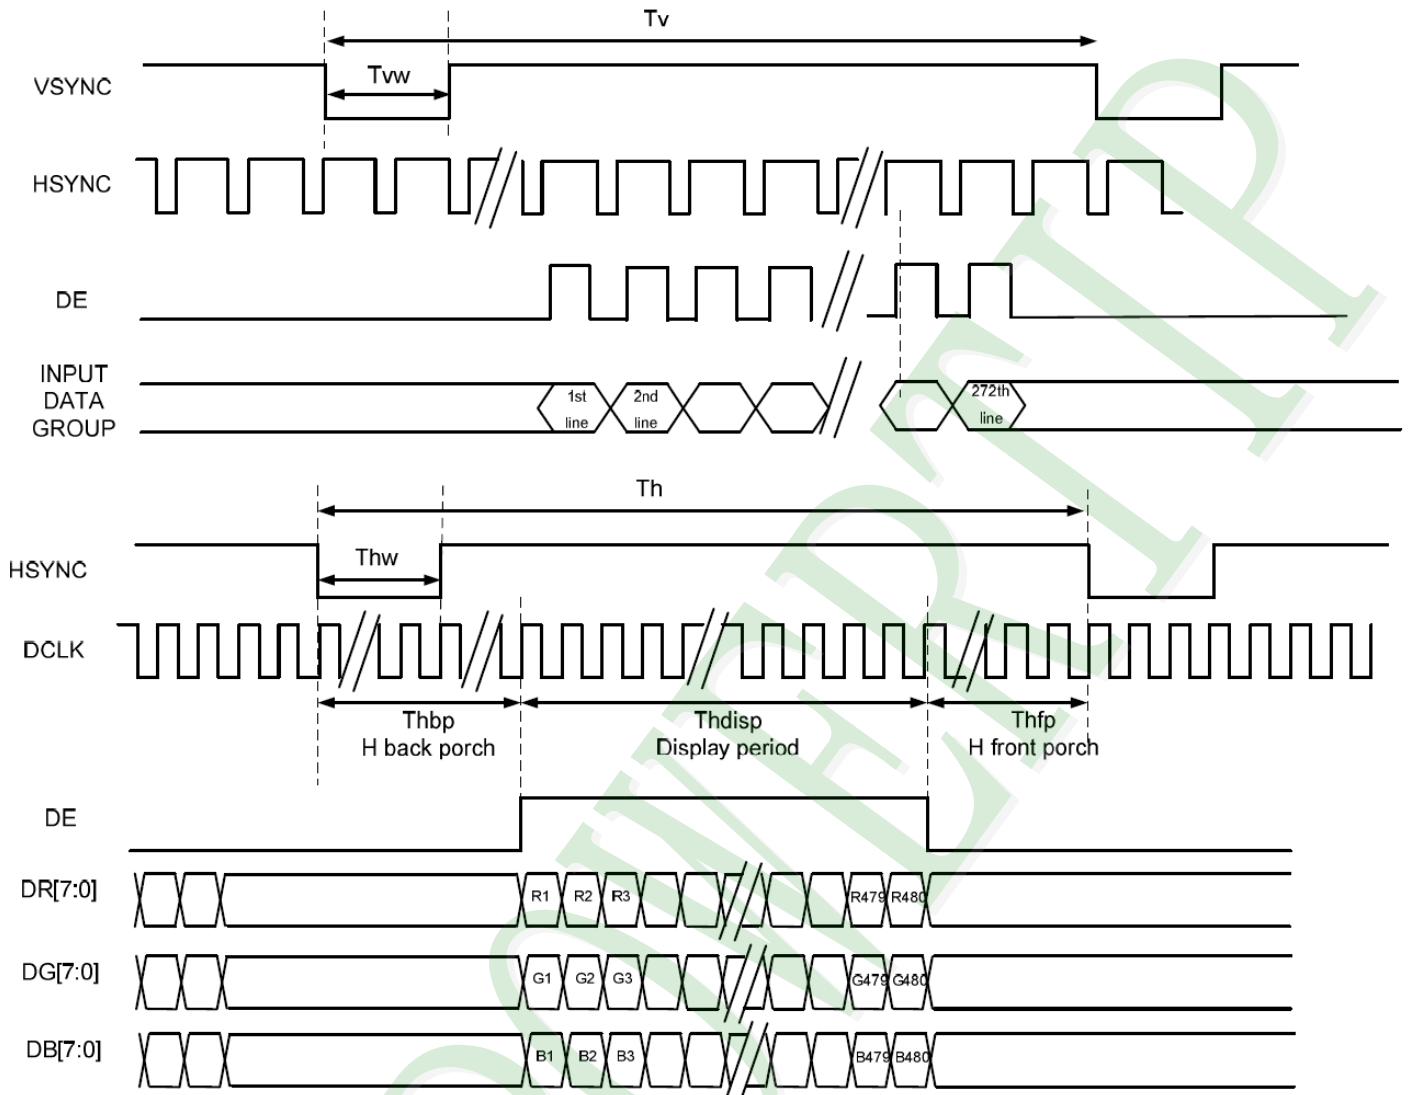 Tv
VSYNC
Tvw
HSYNC
DE
INPUT
DATA
GROUP
1st
line
2nd
line
272th
line
Th
HSYNC
Thw
DCLK
Thbp
H back porch
Thdisp
Display period
Thfp
H front porch
DE
DR[7:0]
R1 R2 R3 R479 R480
DG[7:0]
G1 G2 G3 G479 G480
DB[7:0]
B1 B2 B3 B479 B480
POWERTIP